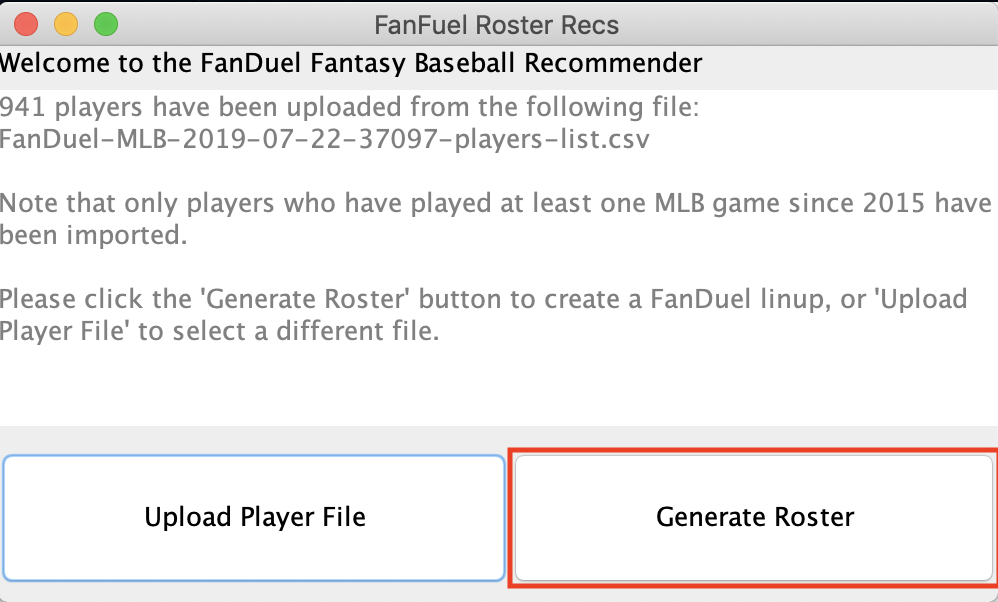 FanFuel Roster Recs
Welcome to the FanDuel Fantasy Baseball Recommender
941 players have been uploaded from the following file:
FanDuel-MLB-2019-07-22-37097-players-list.csv
Note that only players who have played at least one MLB game since 2015 have
been imported.
Please click the 'Generate Roster' button to create a FanDuel linup, or 'Upload
Player File' to select a different file.
Upload Player File
Generate Roster